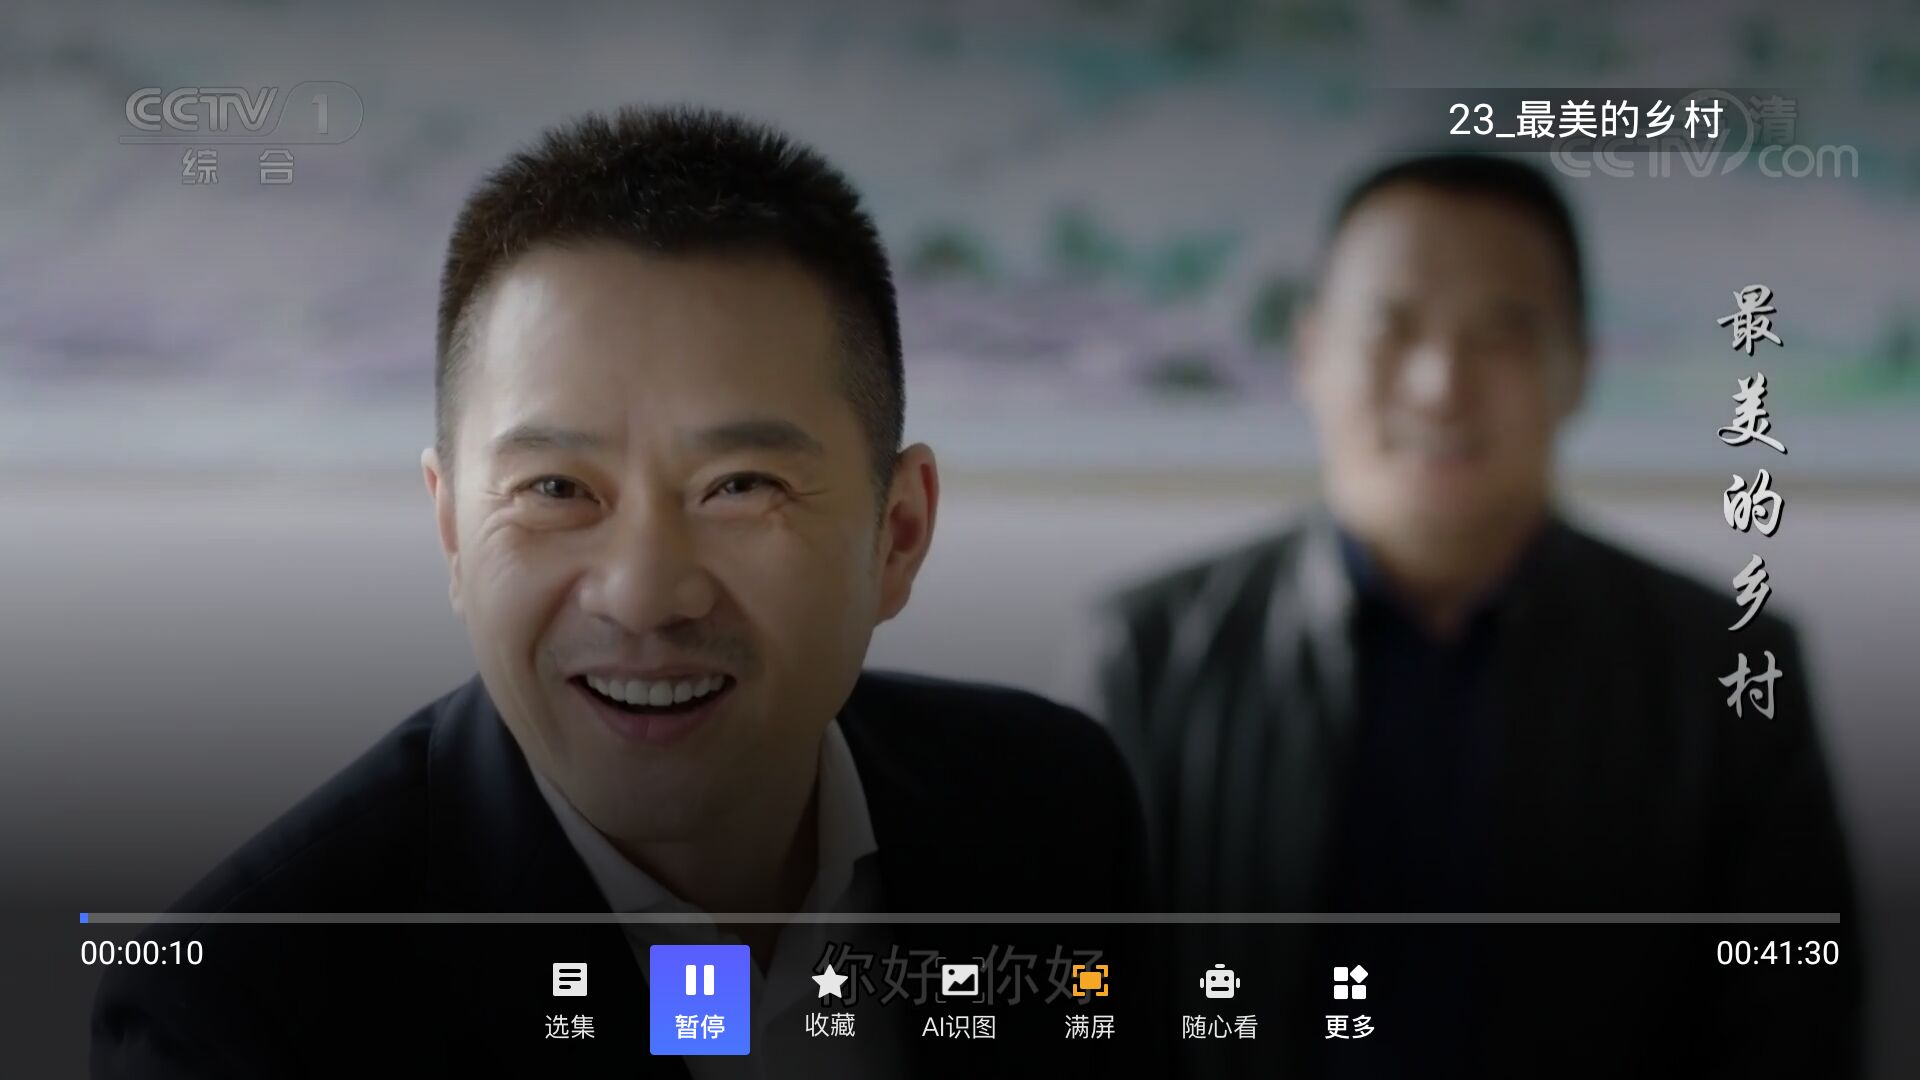 CCTV 1
综合
23_最美的乡村
清
CCTV.com
最美的乡村
00:00:10
00:41:30
你好 你好
选集
暂停
收藏
AI识图
满屏
随心看
更多